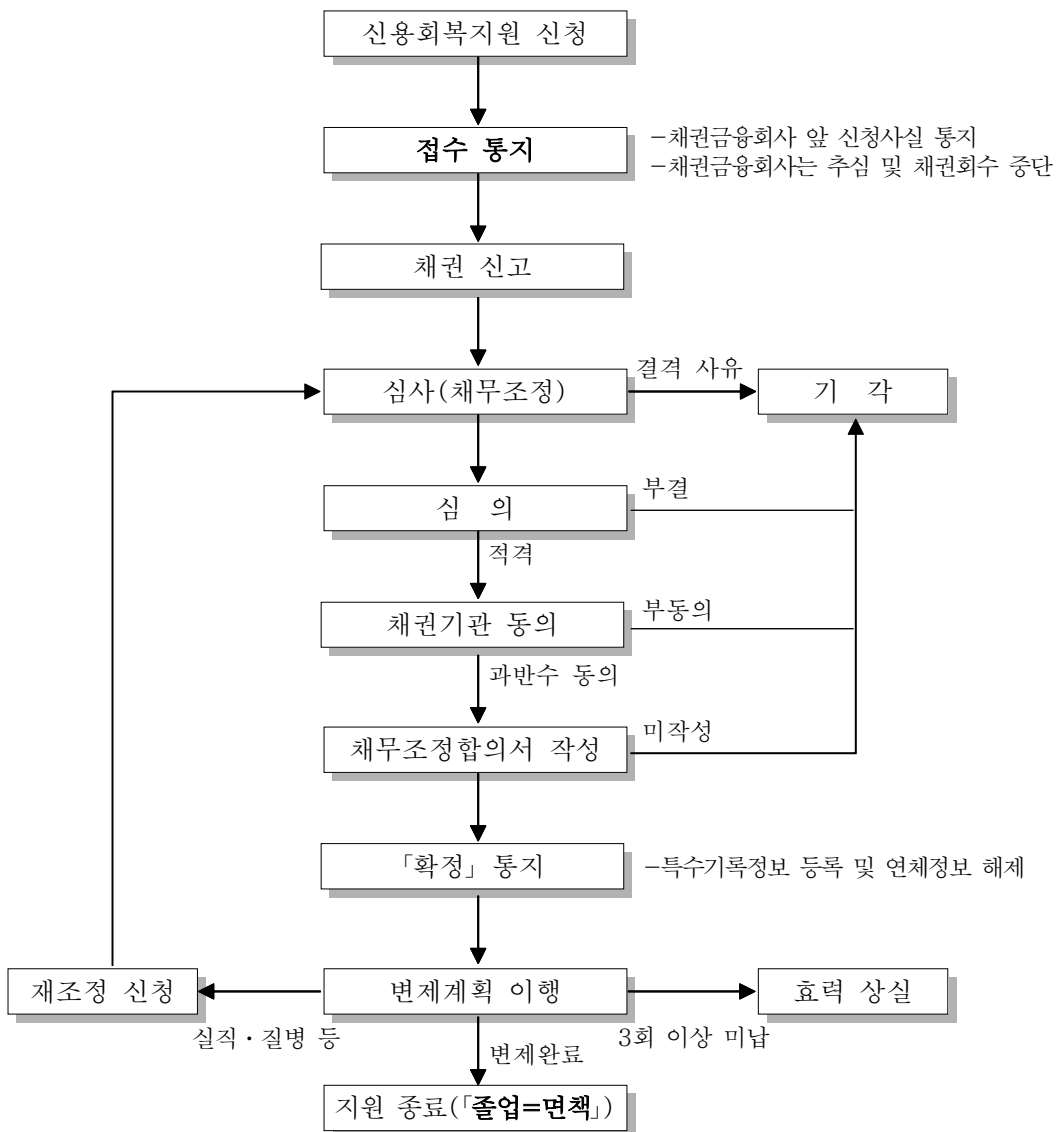 신용회복지원 신청
접수 통지
-채권금융회사 앞 신청사실 통지
-채권금융회사는 추심 및 채권회수 중단
채권 신고
심사(채무조정)
결격 사유
기 각
심 의
부결
적격
채권기관 동의
부동의
과반수 동의
채무조정합의서 작성
미작성
「확정」 통지
-특수기록정보 등록 및 연체정보 해제
재조정 신청
변제계획 이행
효력 상실
실직·질병 등
3회 이상 미납
변제완료
지원 종료(「졸업=면책」)